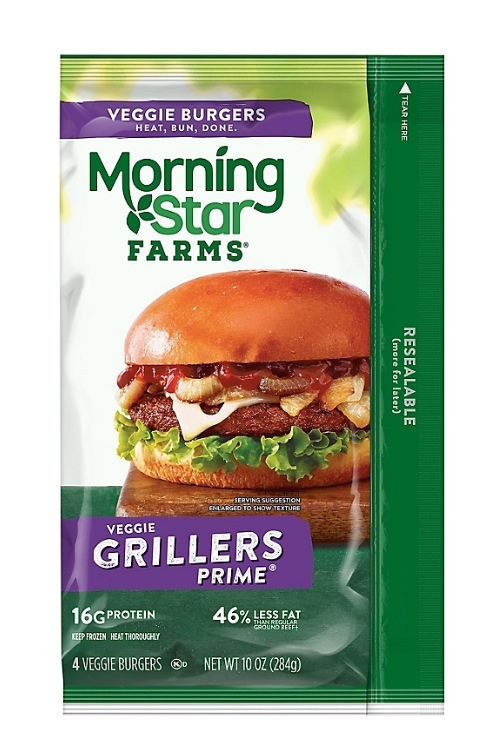 VEGGIE BURGERS
HEAT, BUN, DONE.
TEAR HERE
Morning
Star
FARMS®
RESEALABLE
(more for later)
SERVING SUGGESTION
ENLARGED TO SHOW TEXTURE
VEGGIE
GRILLERS
PRIME®
16G PROTEIN
46% LESS FAT
THAN REGULAR
GROUND BEEF‡
KEEP FROZEN HEAT THOROUGHLY
4 VEGGIE BURGERS K D NET WT 10 OZ (284g)